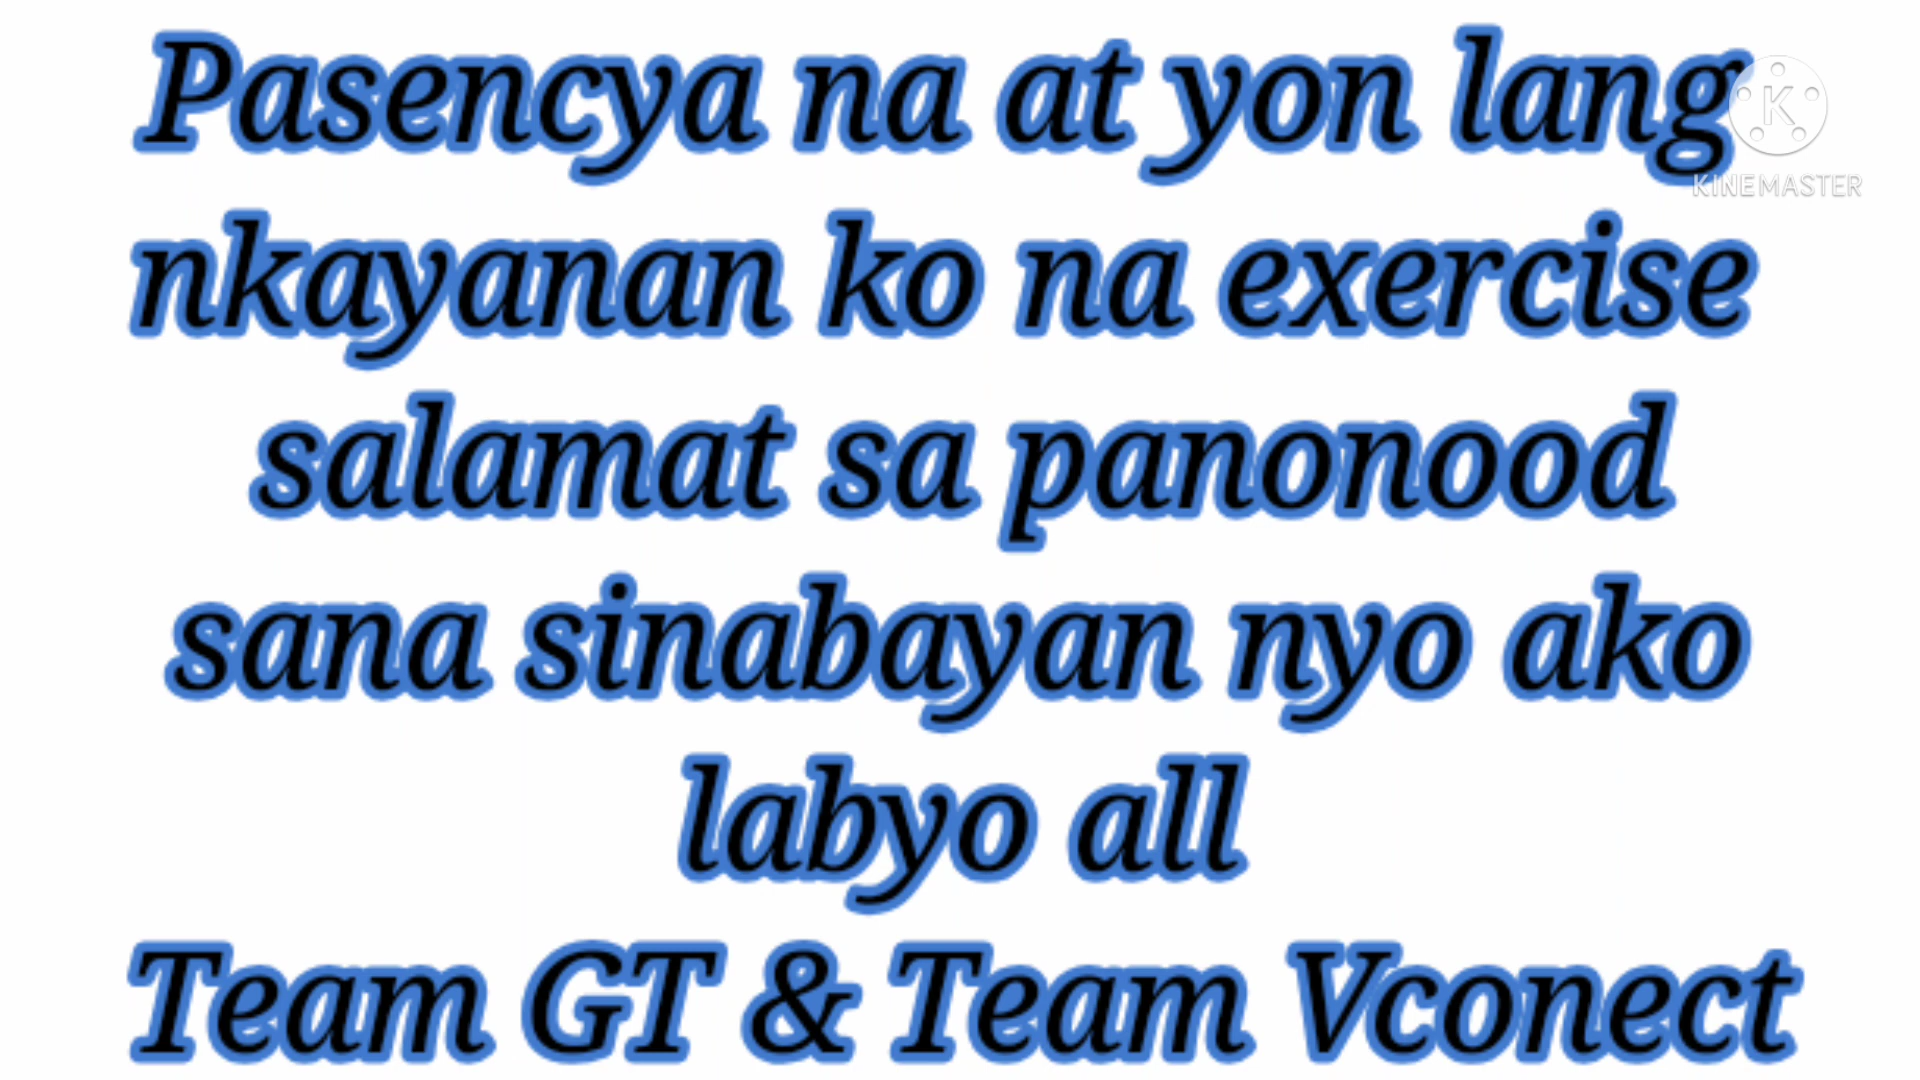 Pasencya na at yon lang
K
KINEMASTER
nkayanan ko na exercise
salamat sa panonood
sana sinabayan nyo ako
labyo all
Team GT & Team Vconect